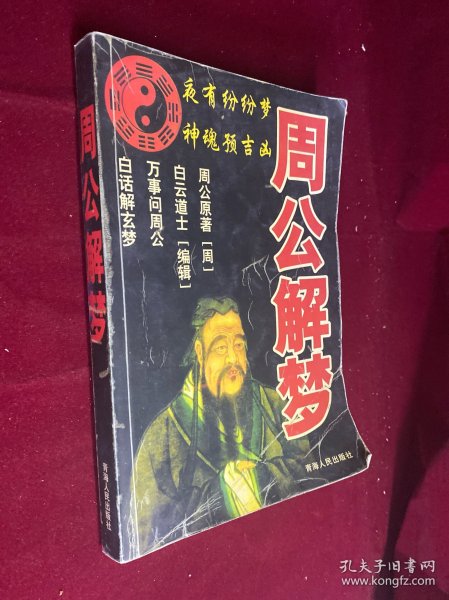 夜有纷纷梦
神魂预吉凶
周公解梦
周公原著[周]
白云道士[编辑]
万事问周公
白话解玄梦
青海人民出版社
周公解梦
青海人民出版社
孔夫子旧书网
www.kongfz.com